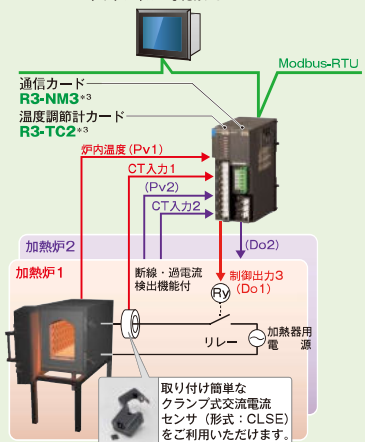 Modbus-RTU
通信カード
R3-NM3*3
温度調節計カード
R3-TC2*3
炉内温度(Pv1)
CT入力1
(Pv2)
CT入力2
加熱炉2
(Do2)
加熱炉1
断線・過電流
検出機能付
制御出力3
(Do1)
Ry
リレー
加熱器用
電源
取り付け簡単な
クランプ式交流電流
センサ(形式:CLSE)
をご利用いただけます。